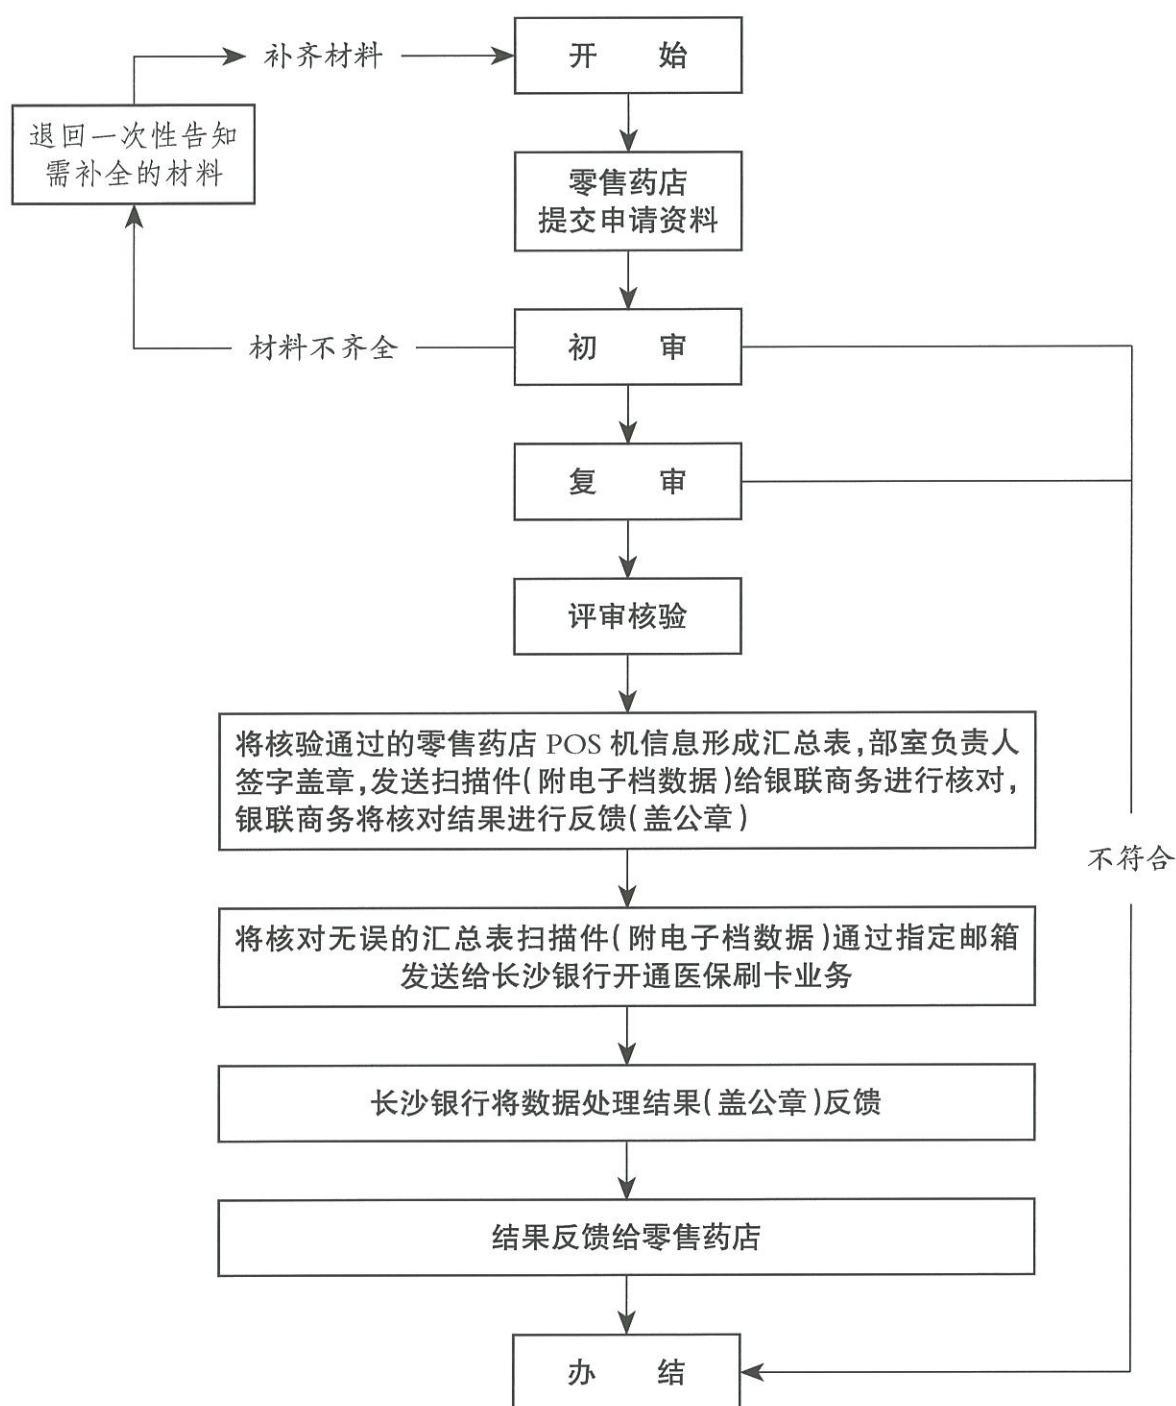 补齐材料
开 始
退回一次性告知
需补全的材料
零售药店
提交申请资料
材料不齐全
初 审
复 审
评审核验
将核验通过的零售药店 POS 机信息形成汇总表,部室负责人
签字盖章,发送扫描件(附电子档数据)给银联商务进行核对,
银联商务将核对结果进行反馈(盖公章)
不符合
将核对无误的汇总表扫描件(附电子档数据)通过指定邮箱
发送给长沙银行开通医保刷卡业务
长沙银行将数据处理结果(盖公章)反馈
结果反馈给零售药店
办 结